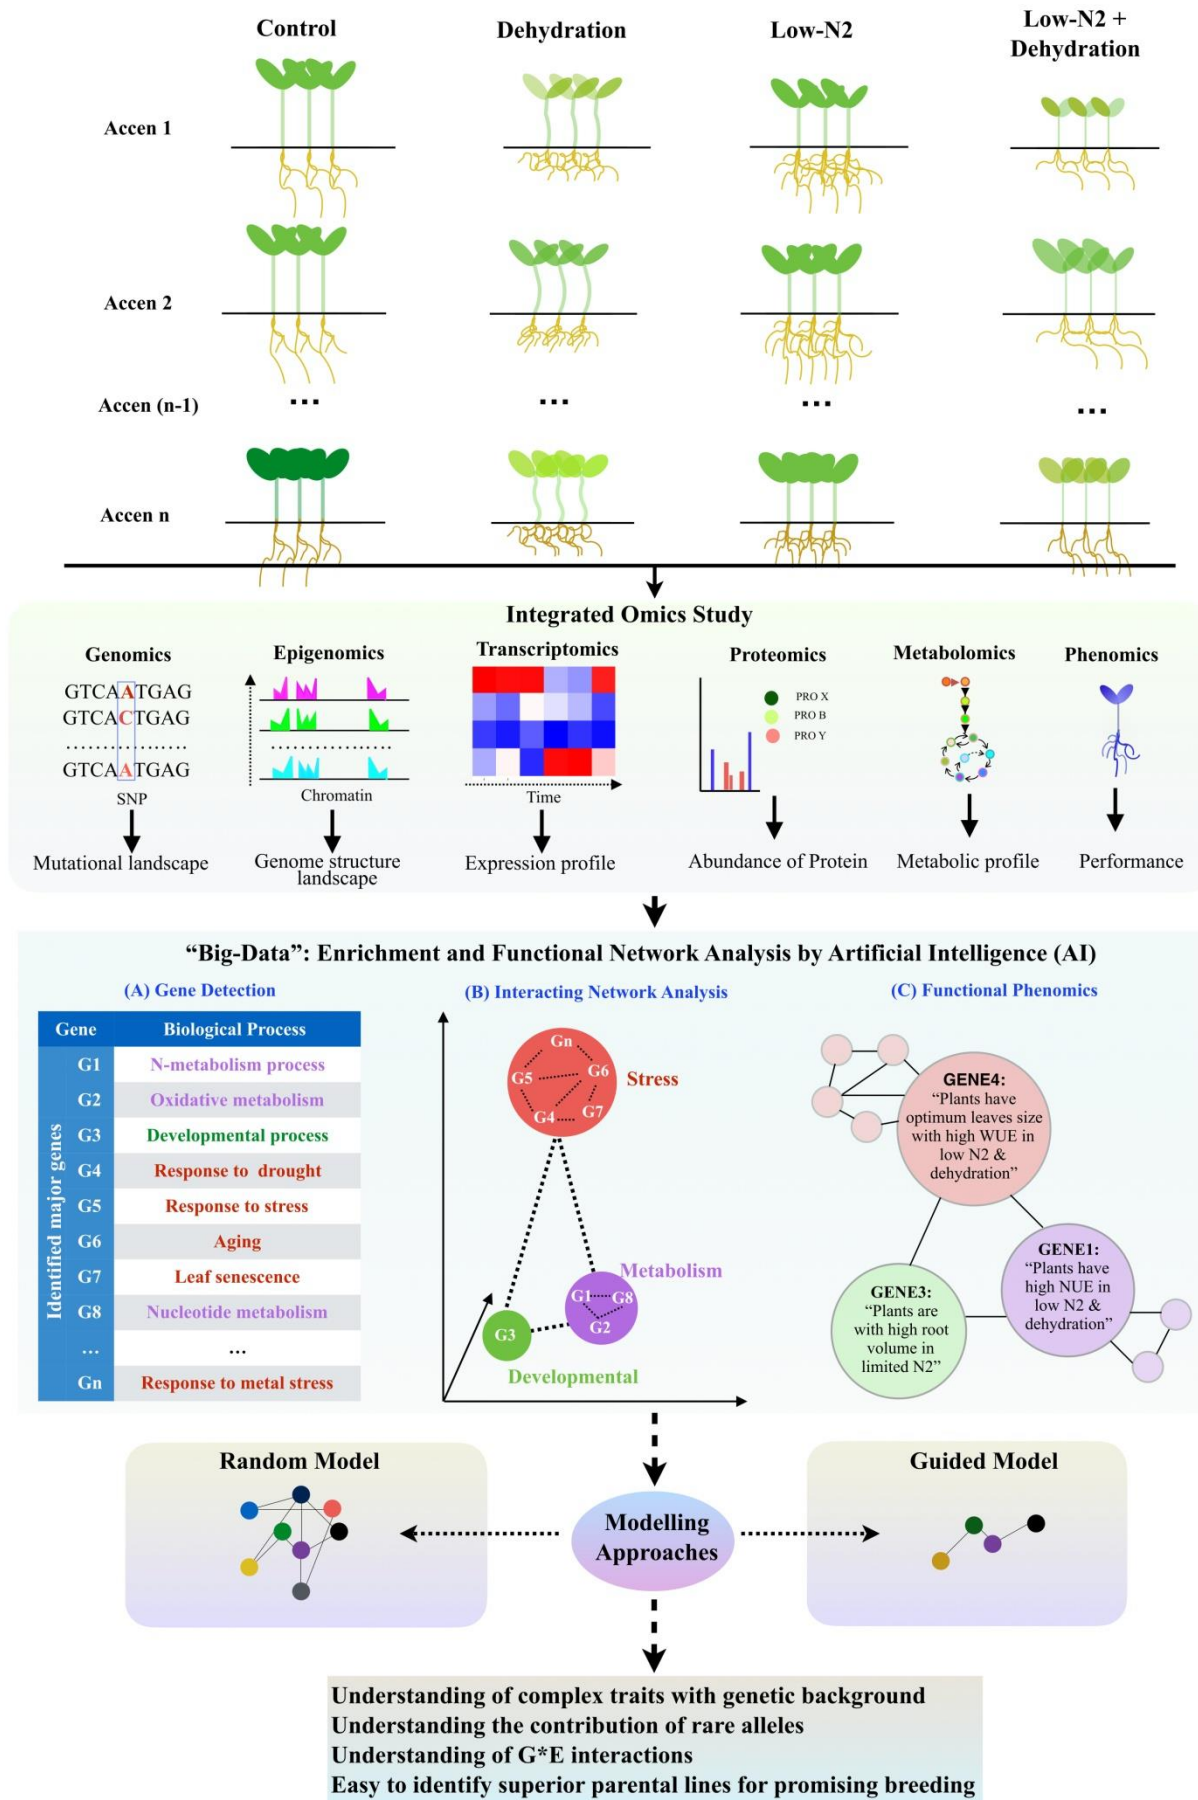 Control
Dehydration
Low-N2
Low-N2 +
Dehydration
Accen 1
Accen 2
Accen (n-1)
...
...
...
...
Accen n
Integrated Omics Study
Genomics
GTCAATGAG
GTCACTGAG
GTCAATGAG
SNP
Mutational landscape
Epigenomics
Chromatin
Genome structure
landscape
Transcriptomics
Time
Expression profile
Proteomics
PRO X
PRO B
PRO Y
Abundance of Protein
Metabolomics
Metabolic profile
Phenomics
Performance
“Big-Data”: Enrichment and Functional Network Analysis by Artificial Intelligence (AI)
(A) Gene Detection
Gene Biological Process
Identified major genes
G1 N-metabolism process
G2 Oxidative metabolism
G3 Developmental process
G4 Response to drought
G5 Response to stress
G6 Aging
G7 Leaf senescence
G8 Nucleotide metabolism
... ...
Gn Response to metal stress
(B) Interacting Network Analysis
Gn
G5
G6
G4
G7
Stress
Metabolism
G1
G8
G2
G3
Developmental
(C) Functional Phenomics
GENE4:
“Plants have
optimum leaves size
with high WUE in
low N2 &
dehydration”
GENE1:
“Plants have
high NUE in
low N2 &
dehydration”
GENE3:
“Plants are
with high root
volume in
limited N2”
Random Model
Modelling
Approaches
Guided Model
Understanding of complex traits with genetic background
Understanding the contribution of rare alleles
Understanding of G*E interactions
Easy to identify superior parental lines for promising breeding